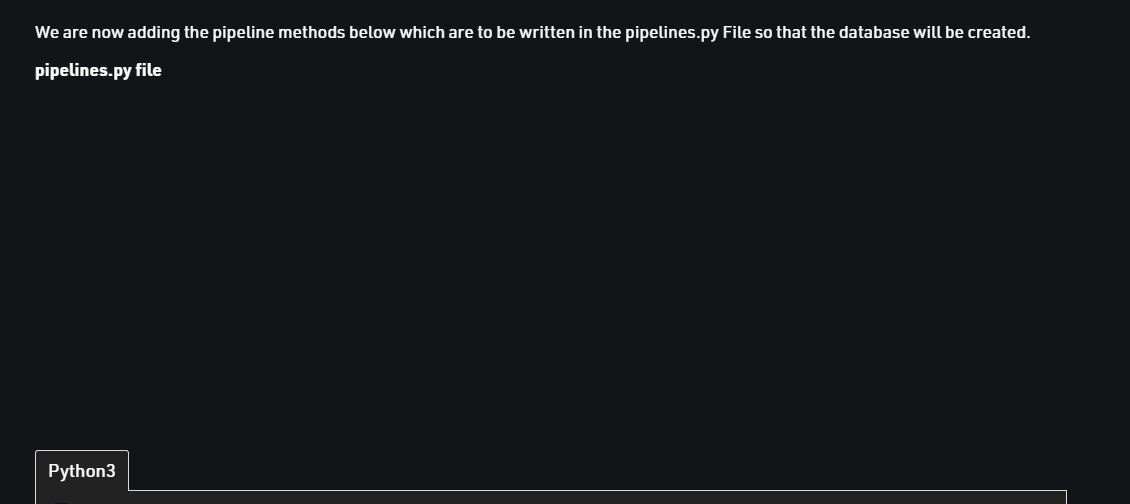 We are now adding the pipeline methods below which are to be written in the pipelines.py File so that the database will be created.
pipelines.py file
Python3